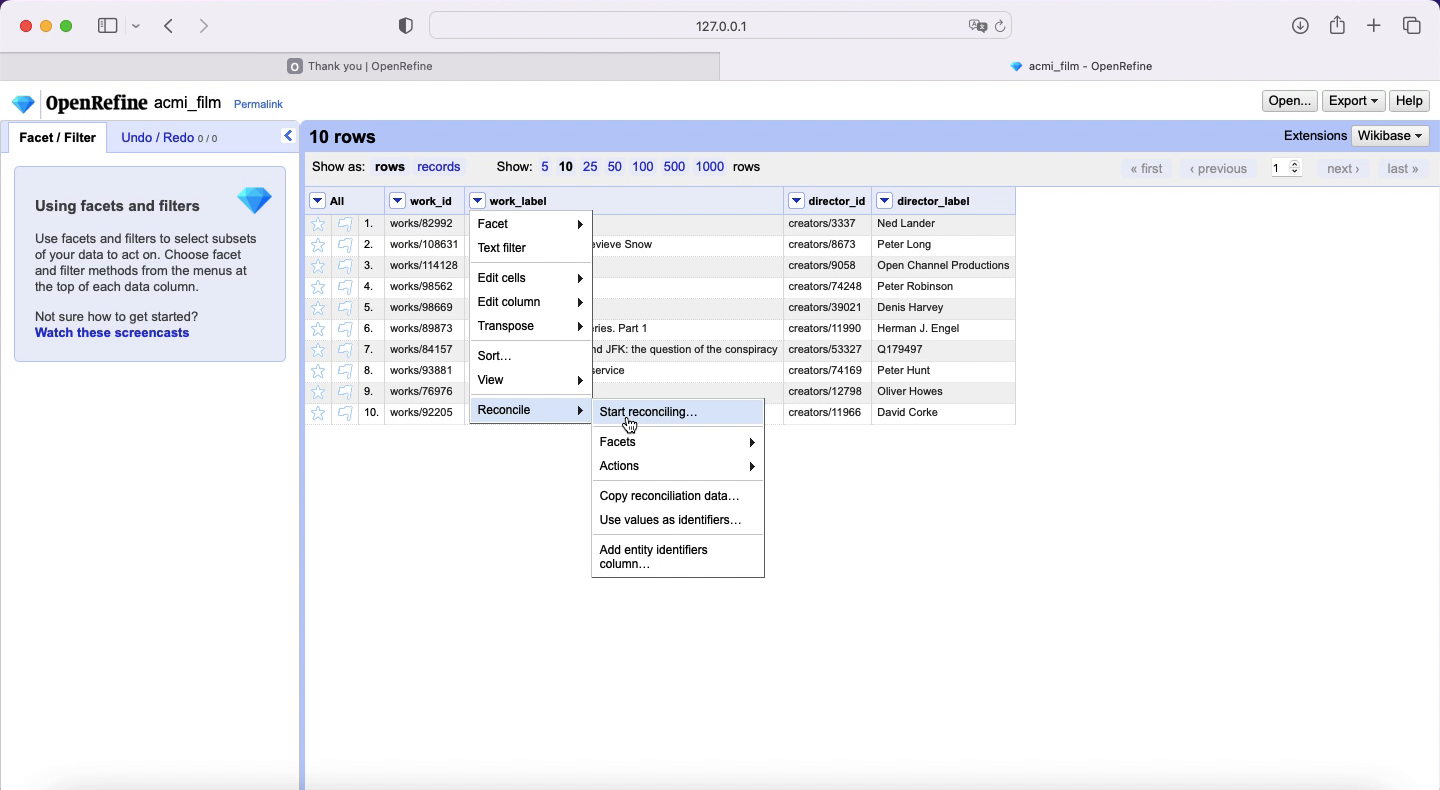 127.0.0.1
Thank you | OpenRefine
acmi_film - OpenRefine
OpenRefine acmi_film Permalink
Open... Export Help
Facet / Filter Undo / Redo 0 / 0
10 rows
Extensions Wikibase
Show as: rows records Show: 5 10 25 50 100 500 1000 rows
« first ‹ previous 1 next › last »
Using facets and filters
Use facets and filters to select subsets
of your data to act on. Choose facet
and filter methods from the menus at
the top of each data column.
Not sure how to get started?
Watch these screencasts
All work_id work_label director_id director_label
1. works/82992 creators/3337 Ned Lander
2. works/108631 evieve Snow creators/8673 Peter Long
3. works/114128 creators/9058 Open Channel Productions
4. works/98562 creators/74248 Peter Robinson
5. works/98669 creators/39021 Denis Harvey
6. works/89873 eries. Part 1 creators/11990 Herman J. Engel
7. works/84157 nd JFK: the question of the conspiracy creators/53327 Q179497
8. works/93881 service creators/74169 Peter Hunt
9. works/76976 creators/12798 Oliver Howes
10. works/92205 creators/11966 David Corke
Facet
Text filter
Edit cells
Edit column
Transpose
Sort...
View
Reconcile
Start reconciling...
Facets
Actions
Copy reconciliation data...
Use values as identifiers...
Add entity identifiers
column...